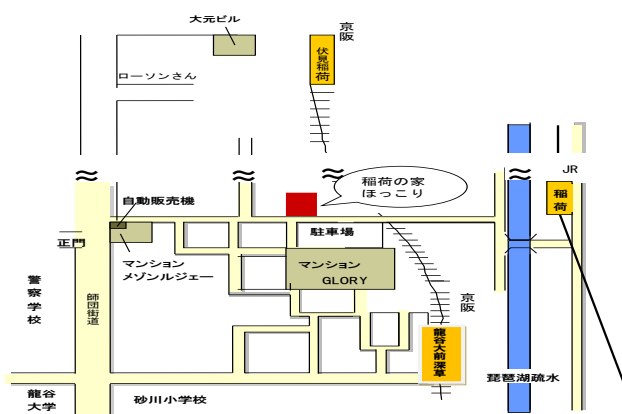 大元ビル
京阪
伏見稲荷
ローソンさん
JR
稲荷
稲荷の家
ほっこり
自動販売機
正門
駐車場
マンション
メゾンルジェー
マンション
GLORY
警察学校
師団街道
京阪
龍谷大前深草
琵琶湖疏水
龍谷
大学
砂川小学校